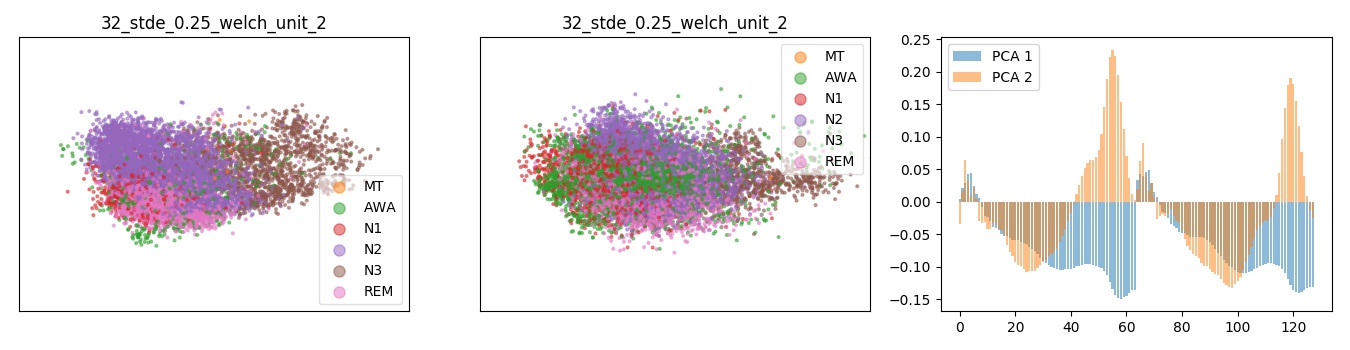 32_stde_0.25_welch_unit_2
MT
AWA
N1
N2
N3
REM
32_stde_0.25_welch_unit_2
MT
AWA
N1
N2
N3
REM
PCA 1
PCA 2
0.25
0.20
0.15
0.10
0.05
0.00
−0.05
−0.10
−0.15
0 20 40 60 80 100 120